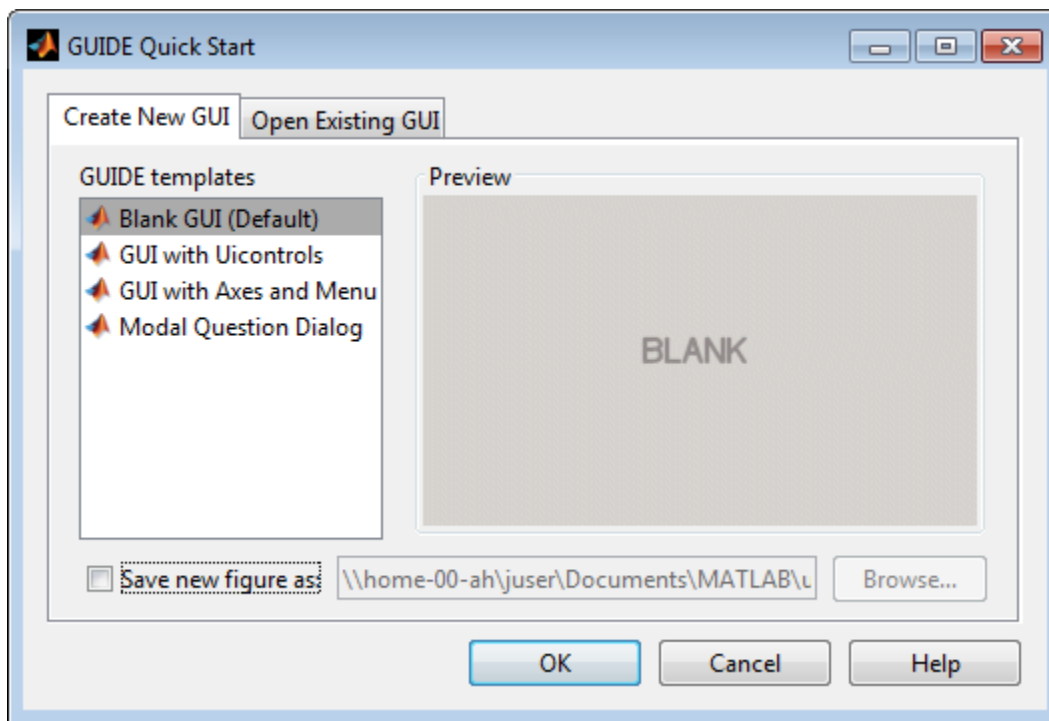 GUIDE Quick Start
Create New GUI
Open Existing GUI
GUIDE templates
Preview
Blank GUI (Default)
GUI with Uicontrols
GUI with Axes and Menu
Modal Question Dialog
BLANK
Save new figure as:
\\home-00-ah\juser\Documents\MATLAB\u
Browse...
OK
Cancel
Help